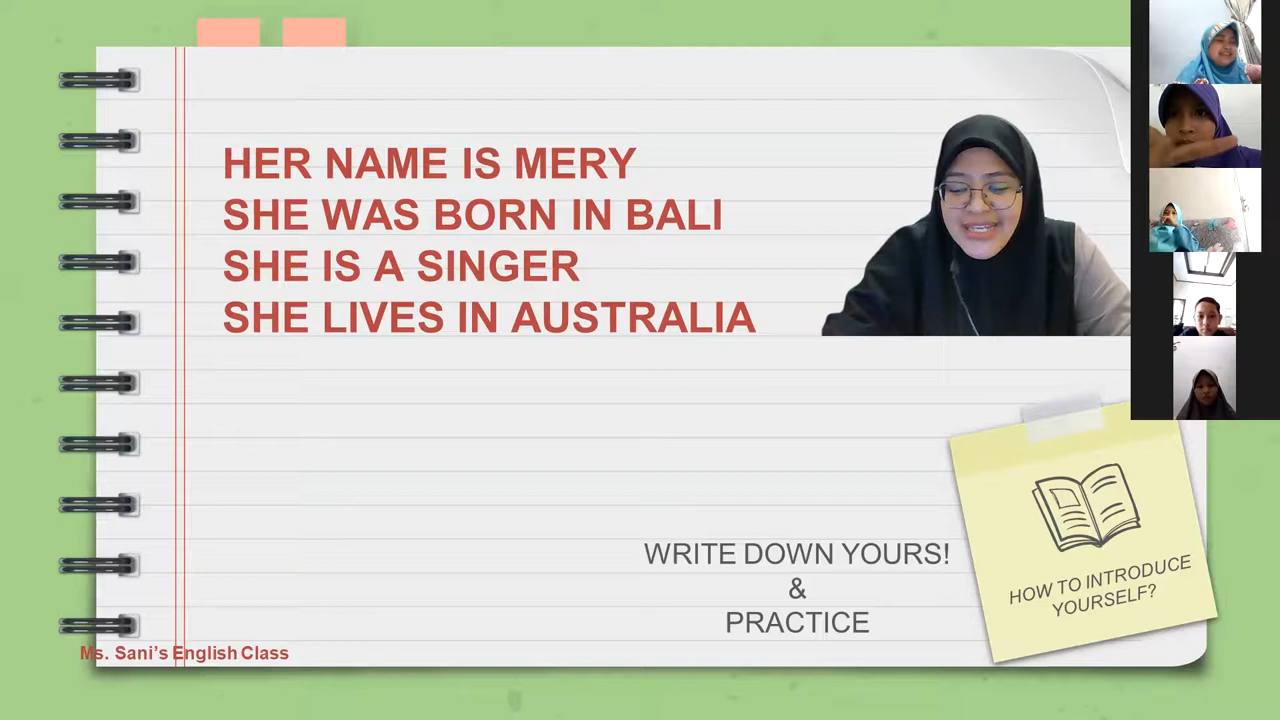 HER NAME IS MERY
SHE WAS BORN IN BALI
SHE IS A SINGER
SHE LIVES IN AUSTRALIA
WRITE DOWN YOURS!
&
PRACTICE
HOW TO INTRODUCE
YOURSELF?
Ms. Sani's English Class